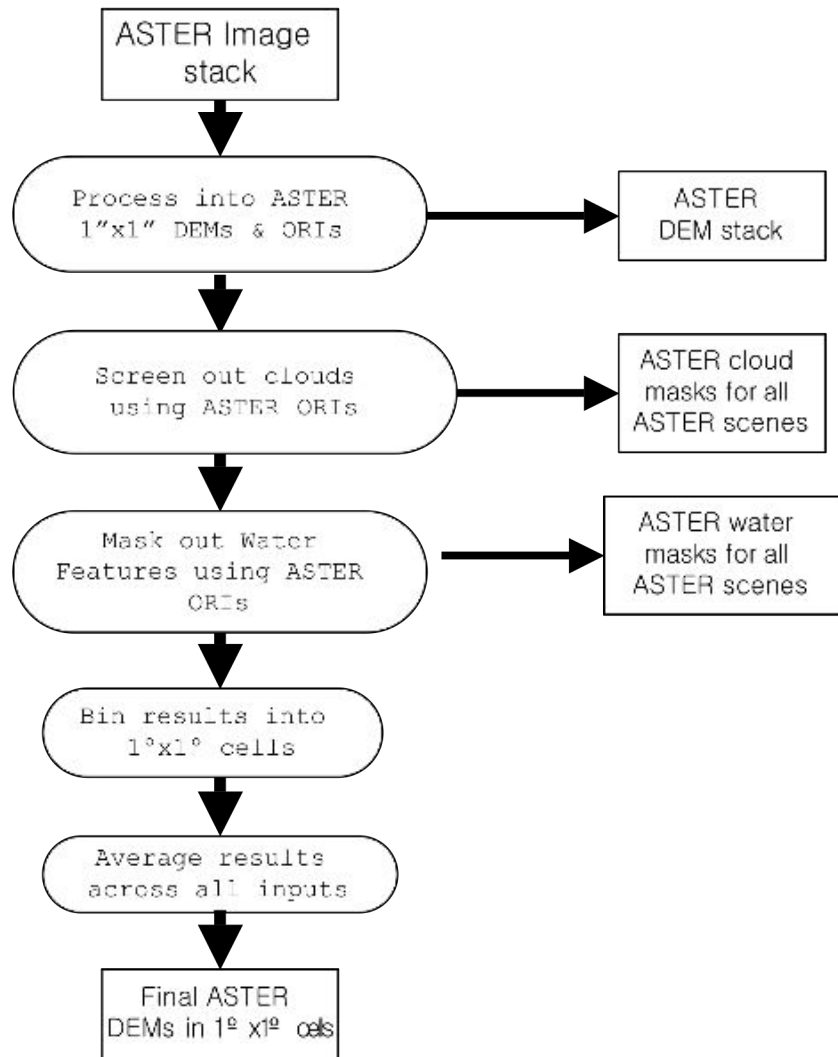 ASTER Image
stack
Process into ASTER
1"x1" DEMs & ORIs
ASTER
DEM stack
Screen out clouds
using ASTER ORIs
ASTER cloud
masks for all
ASTER scenes
Mask out Water
Features using ASTER
ORIs
ASTER water
masks for all
ASTER scenes
Bin results into
1°x1° cells
Average results
across all inputs
Final ASTER
DEMs in 1º x1º cells